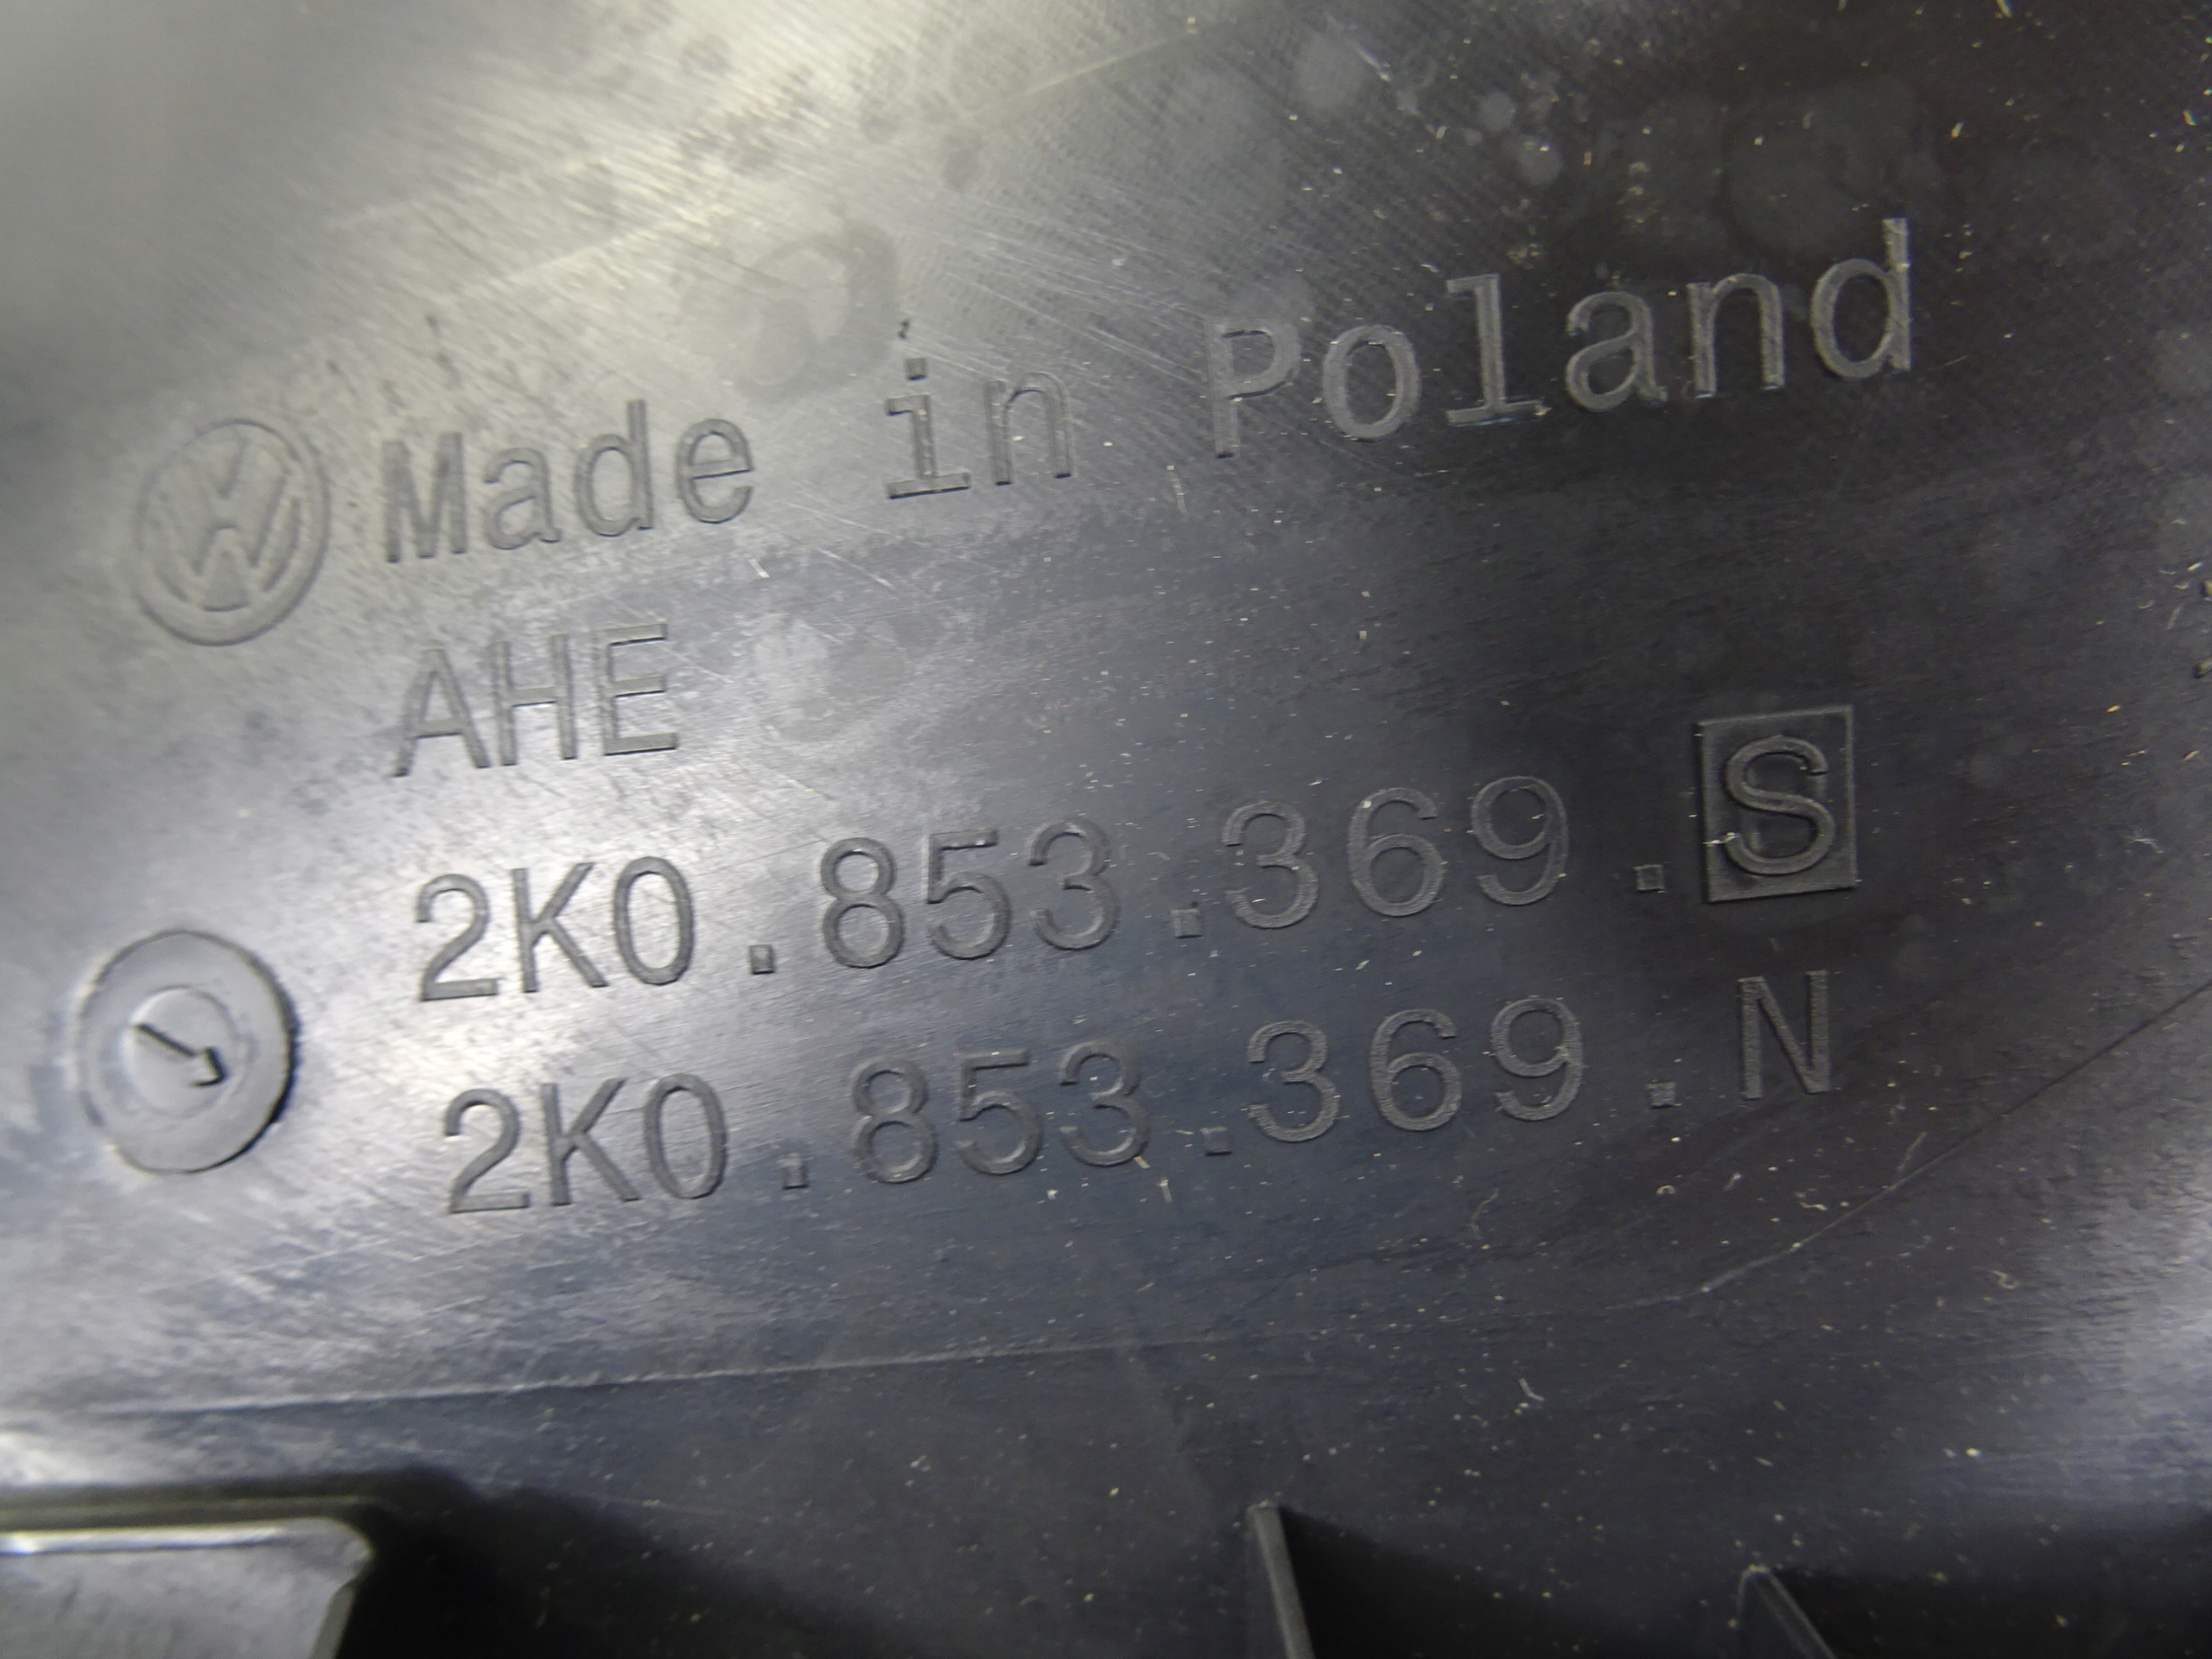 Made in Poland
AHE
2K0.853.369.S
2K0.853.369.N